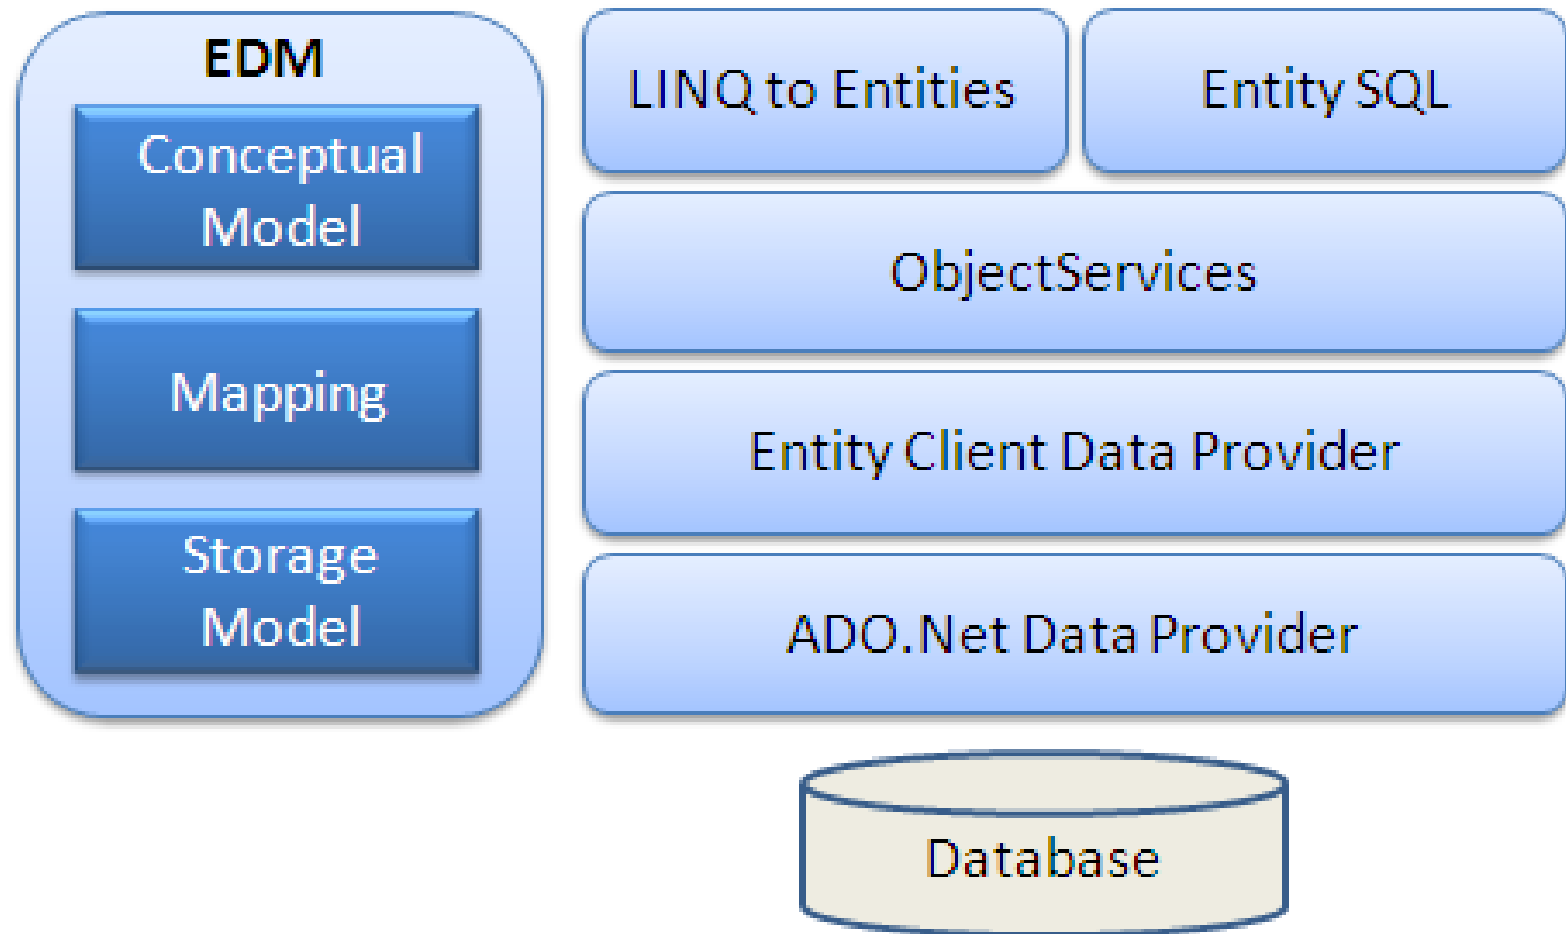 EDM
Conceptual
Model
Mapping
Storage
Model
LINQ to Entities
Entity SQL
ObjectServices
Entity Client Data Provider
ADO.Net Data Provider
Database